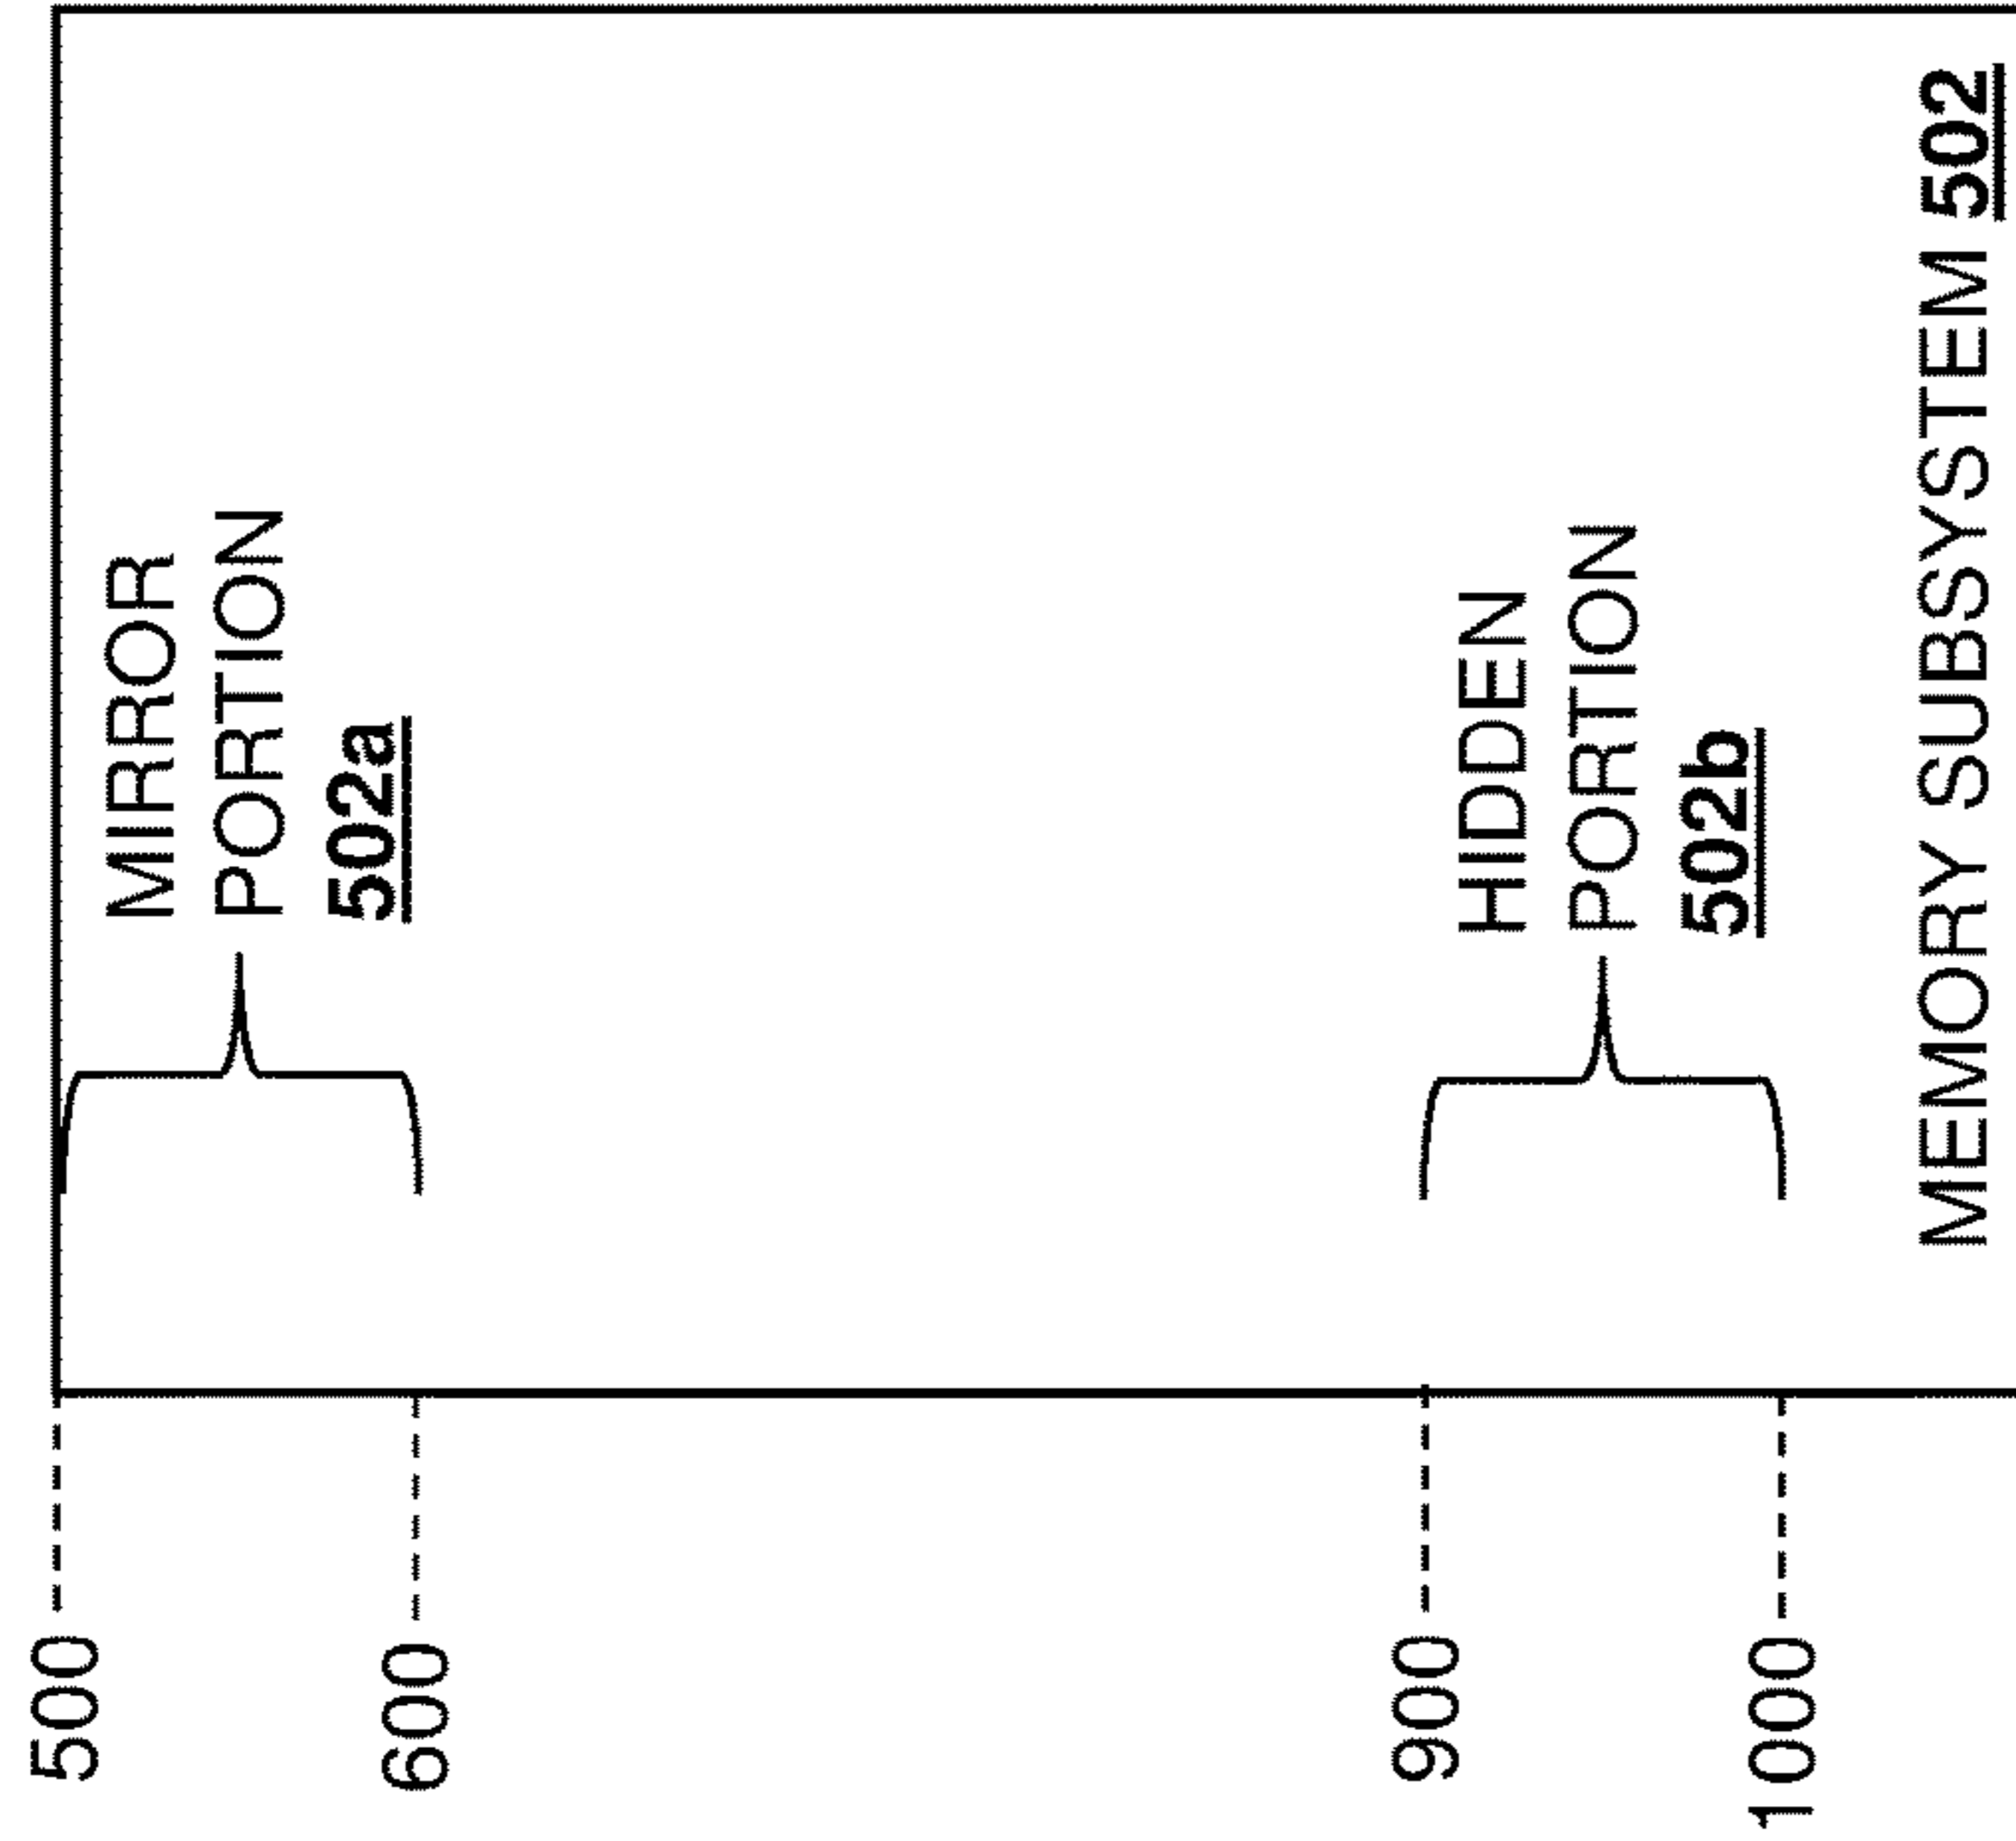 500
MIRROR
PORTION
502a
600
900
HIDDEN
PORTION
502b
1000
MEMORY SUBSYSTEM 502